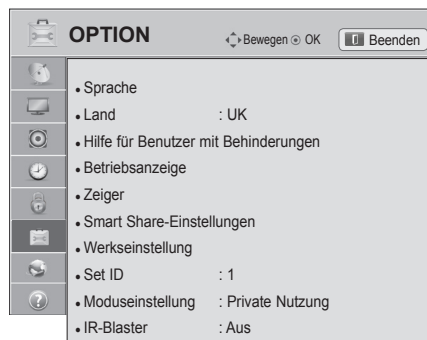 OPTION
Bewegen OK
Beenden
• Sprache
• Land : UK
• Hilfe für Benutzer mit Behinderungen
• Betriebsanzeige
• Zeiger
• Smart Share-Einstellungen
• Werkseinstellung
• Set ID : 1
• Moduseinstellung : Private Nutzung
• IR-Blaster : Aus